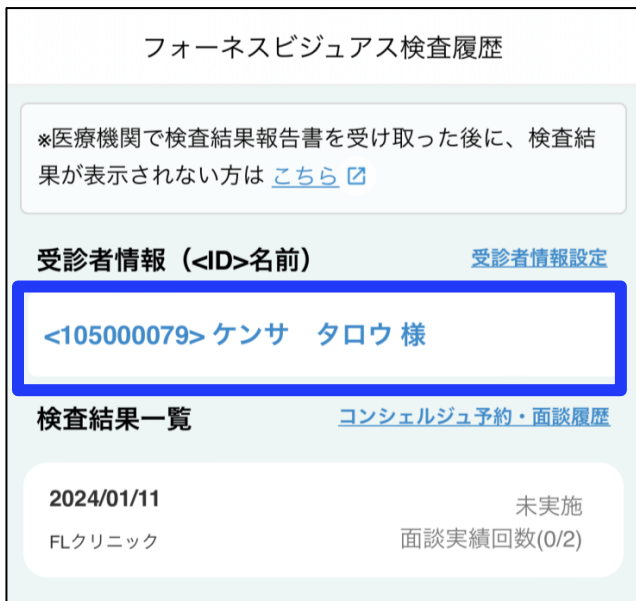 フォーネスビジュアス検査履歴
※医療機関で検査結果報告書を受け取った後に、検査結
果が表示されない方は こちら
受診者情報（<ID>名前） 受診者情報設定
<105000079> ケンサ　タロウ 様
検査結果一覧 コンシェルジュ予約・面談履歴
2024/01/11 未実施
FLクリニック 面談実績回数(0/2)